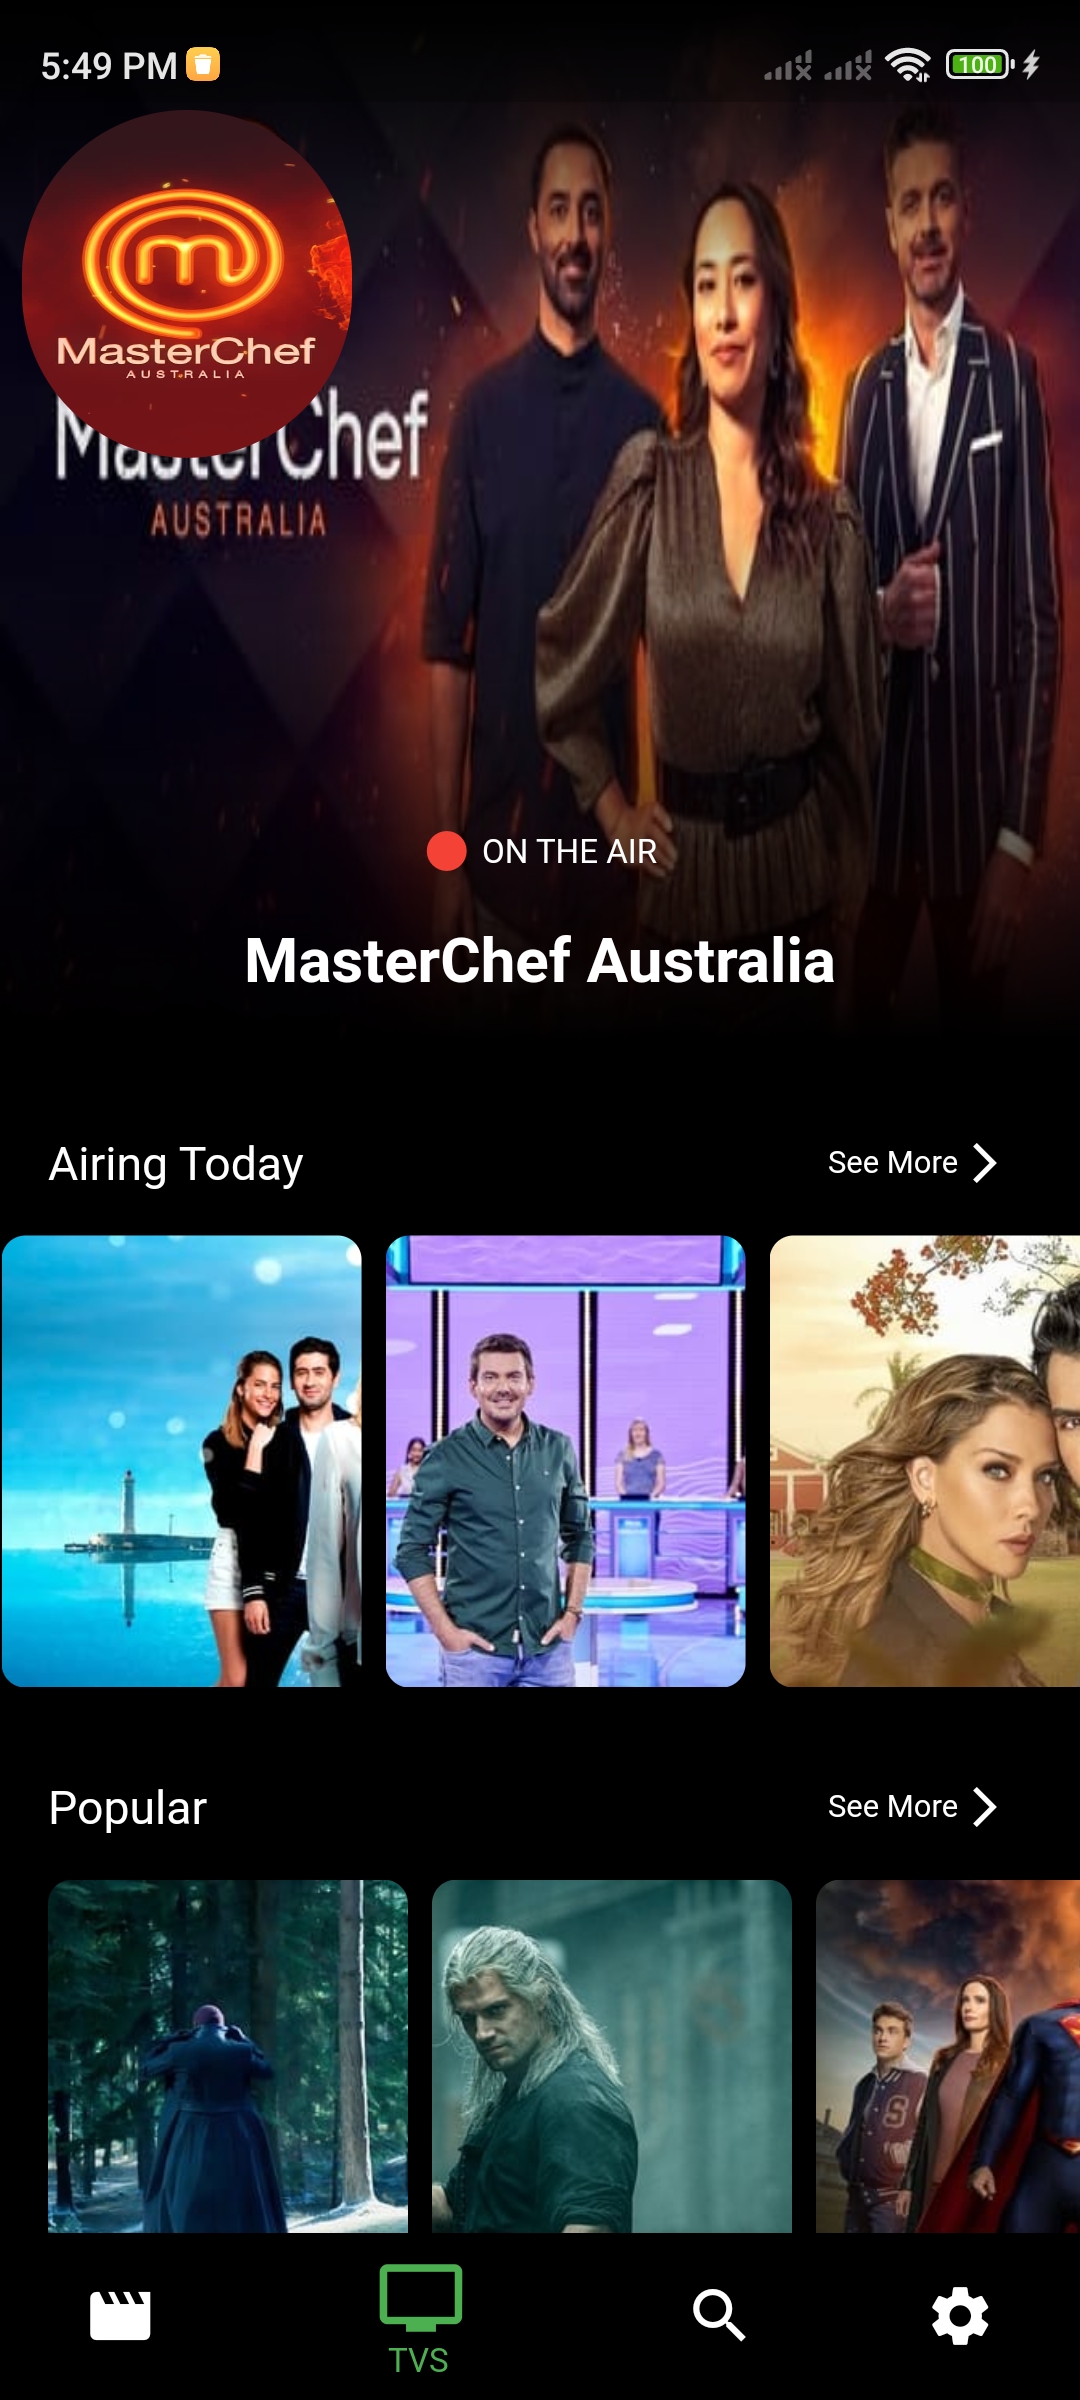 5:49 PM
100
MasterChef
AUSTRALIA
MasterChef
AUSTRALIA
ON THE AIR
MasterChef Australia
Airing Today
See More
Popular
See More
S
TVS